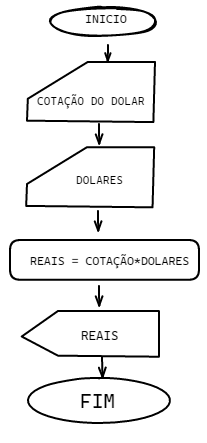 INICIO
COTAÇÃO DO DOLAR
DOLARES
REAIS = COTAÇÃO*DOLARES
REAIS
FIM